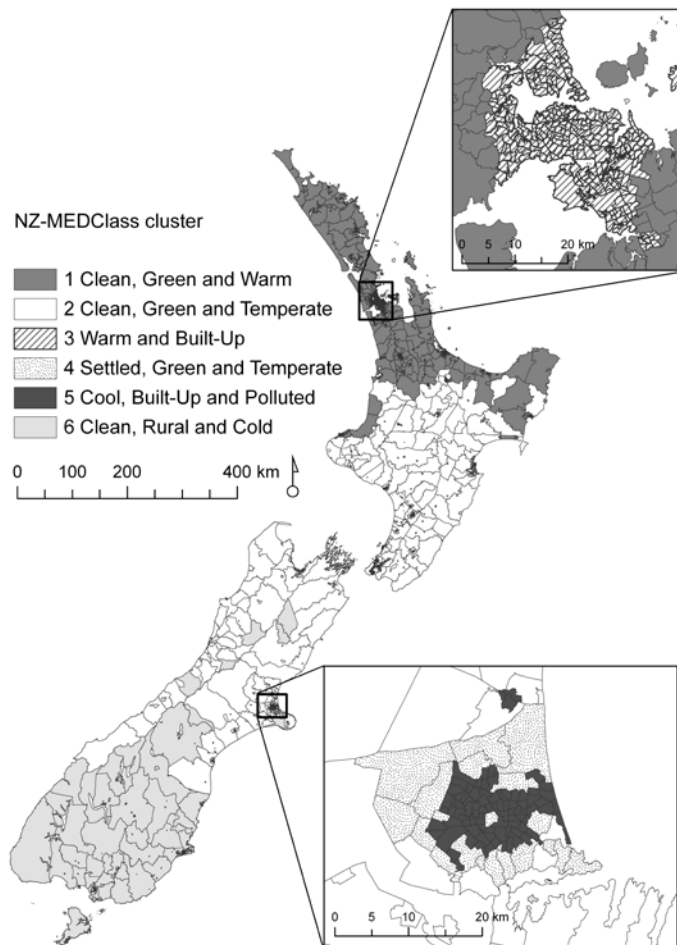 0 5 10 20 km
NZ-MEDClass cluster
1 Clean, Green and Warm
2 Clean, Green and Temperate
3 Warm and Built-Up
4 Settled, Green and Temperate
5 Cool, Built-Up and Polluted
6 Clean, Rural and Cold
0 100 200 400 km
0 5 10 20 km